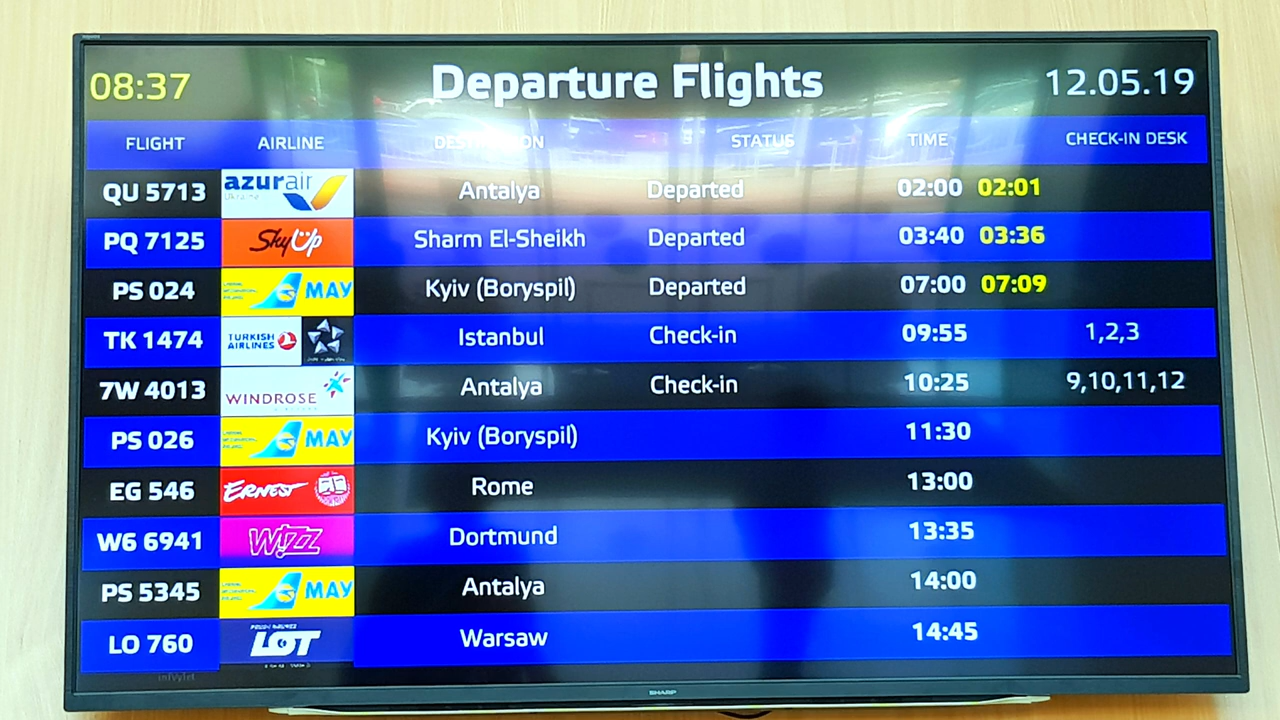 08:37 Departure Flights 12.05.19
FLIGHT AIRLINE DESTINATION STATUS TIME CHECK-IN DESK
QU 5713 azurair Ukraine Antalya Departed 02:00 02:01
PQ 7125 SkyUp Sharm El-Sheikh Departed 03:40 03:36
PS 024 МАУ Kyiv (Boryspil) Departed 07:00 07:09
TK 1474 TURKISH AIRLINES Istanbul Check-in 09:55 1,2,3
7W 4013 WINDROSE Antalya Check-in 10:25 9,10,11,12
PS 026 МАУ Kyiv (Boryspil) 11:30
EG 546 ERNEST Rome 13:00
W6 6941 WIZZ Dortmund 13:35
PS 5345 МАУ Antalya 14:00
LO 760 LOT Warsaw 14:45
SHARP